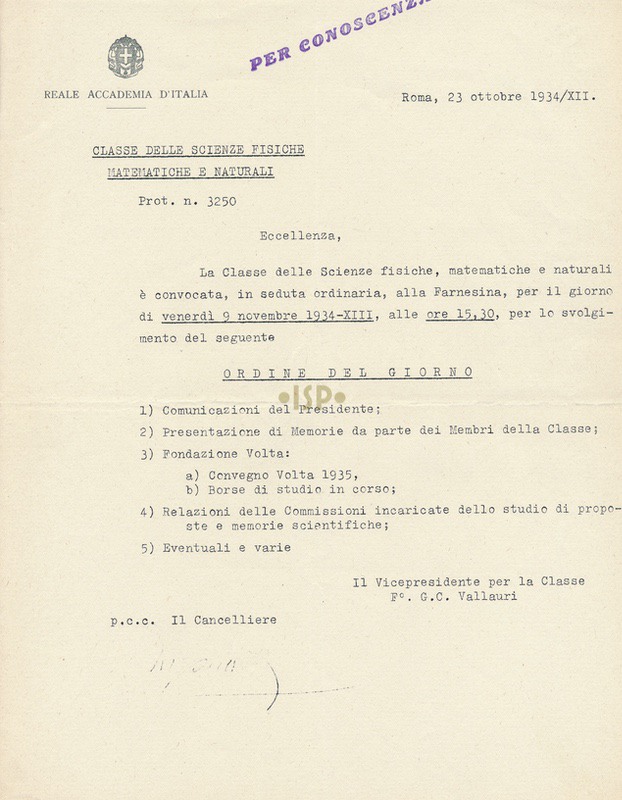 PER CONOSCENZA
REALE ACCADEMIA D'ITALIA
Roma, 23 ottobre 1934/XII.
CLASSE DELLE SCIENZE FISICHE
MATEMATICHE E NATURALI
Prot. n. 3250
Eccellenza,
La Classe delle Scienze fisiche, matematiche e naturali
è convocata, in seduta ordinaria, alla Farnesina, per il giorno
di venerdì 9 novembre 1934-XIII, alle ore 15,30, per lo svolgi-
mento del seguente
ORDINE DEL GIORNO
•ISP•
1) Comunicazioni del Presidente;
2) Presentazione di Memorie da parte dei Membri della Classe;
3) Fondazione Volta:
a) Convegno Volta 1935,
b) Borse di studio in corso;
4) Relazioni delle Commissioni incaricate dello studio di propo-
ste e memorie scientifiche;
5) Eventuali e varie
Il Vicepresidente per la Classe
Fº. G.C. Vallauri
p.c.c. Il Cancelliere